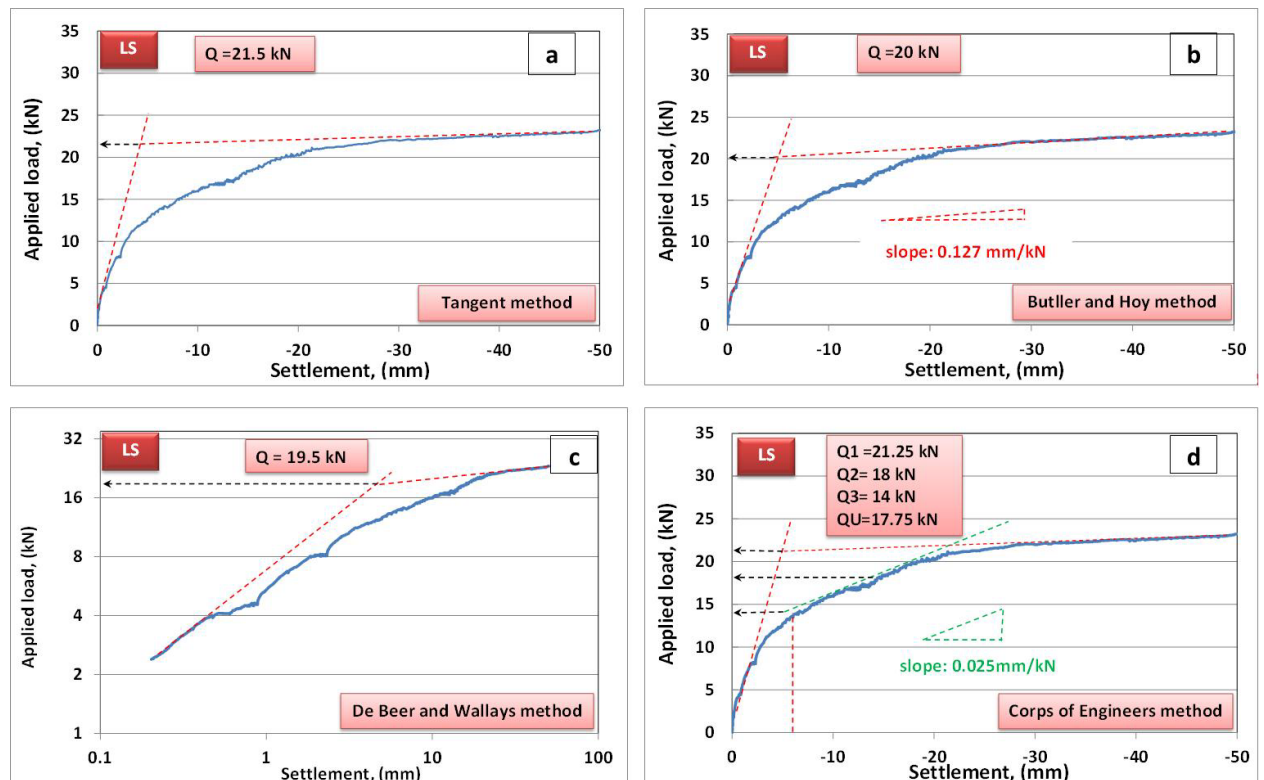 LS
Q =21.5 kN
a
35
30
25
20
15
10
5
0
Applied load, (kN)
Tangent method
0
-10
-20
-30
-40
-50
Settlement, (mm)
LS
Q =20 kN
b
35
30
25
20
15
10
5
0
Applied load, (kN)
slope: 0.127 mm/kN
Butller and Hoy method
0
-10
-20
-30
-40
-50
Settlement, (mm)
LS
Q = 19.5 kN
c
32
16
8
4
2
1
Applied load, (kN)
De Beer and Wallays method
0.1
1
10
100
Settlement, (mm)
LS
Q1 =21.25 kN
Q2= 18 kN
Q3= 14 kN
QU=17.75 kN
d
35
30
25
20
15
10
5
0
Applied load, (kN)
slope: 0.025mm/kN
Corps of Engineers method
0
-10
-20
-30
-40
-50
Settlement, (mm)